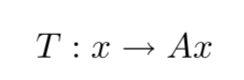 T : x → Ax